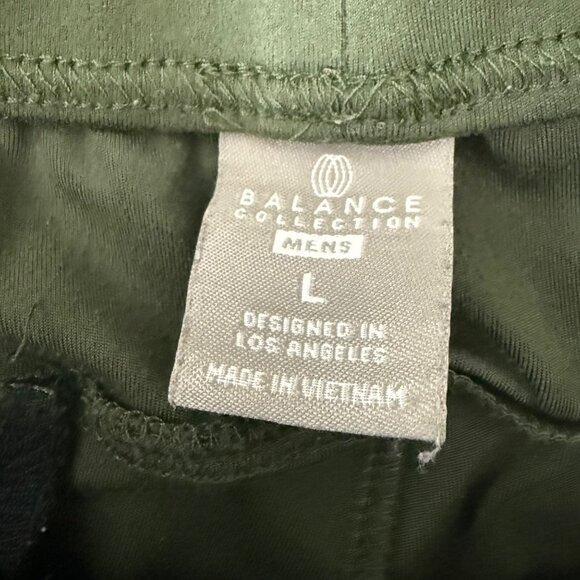 BALANCE
COLLECTION
MENS
L
DESIGNED IN
LOS ANGELES
MADE IN VIETNAM